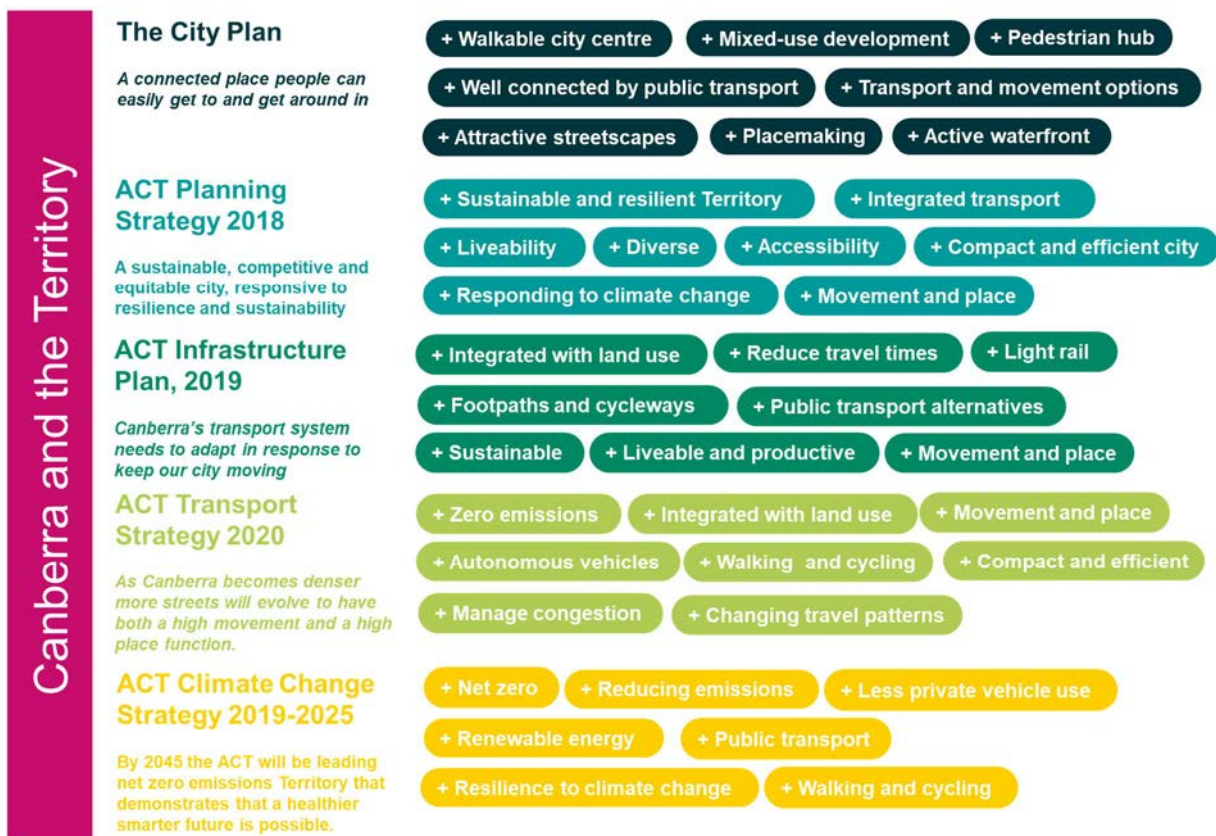 Canberra and the Territory
The City Plan
A connected place people can
easily get to and get around in
+ Walkable city centre
+ Mixed-use development
+ Pedestrian hub
+ Well connected by public transport
+ Transport and movement options
+ Attractive streetscapes
+ Placemaking
+ Active waterfront
ACT Planning
Strategy 2018
A sustainable, competitive and
equitable city, responsive to
resilience and sustainability
+ Sustainable and resilient Territory
+ Integrated transport
+ Liveability
+ Diverse
+ Accessibility
+ Compact and efficient city
+ Responding to climate change
+ Movement and place
ACT Infrastructure
Plan, 2019
Canberra's transport system
needs to adapt in response to
keep our city moving
+ Integrated with land use
+ Reduce travel times
+ Light rail
+ Footpaths and cycleways
+ Public transport alternatives
+ Sustainable
+ Liveable and productive
+ Movement and place
ACT Transport
Strategy 2020
As Canberra becomes denser
more streets will evolve to have
both a high movement and a high
place function.
+ Zero emissions
+ Integrated with land use
+ Movement and place
+ Autonomous vehicles
+ Walking and cycling
+ Compact and efficient
+ Manage congestion
+ Changing travel patterns
ACT Climate Change
Strategy 2019-2025
By 2045 the ACT will be leading
net zero emissions Territory that
demonstrates that a healthier
smarter future is possible.
+ Net zero
+ Reducing emissions
+ Less private vehicle use
+ Renewable energy
+ Public transport
+ Resilience to climate change
+ Walking and cycling